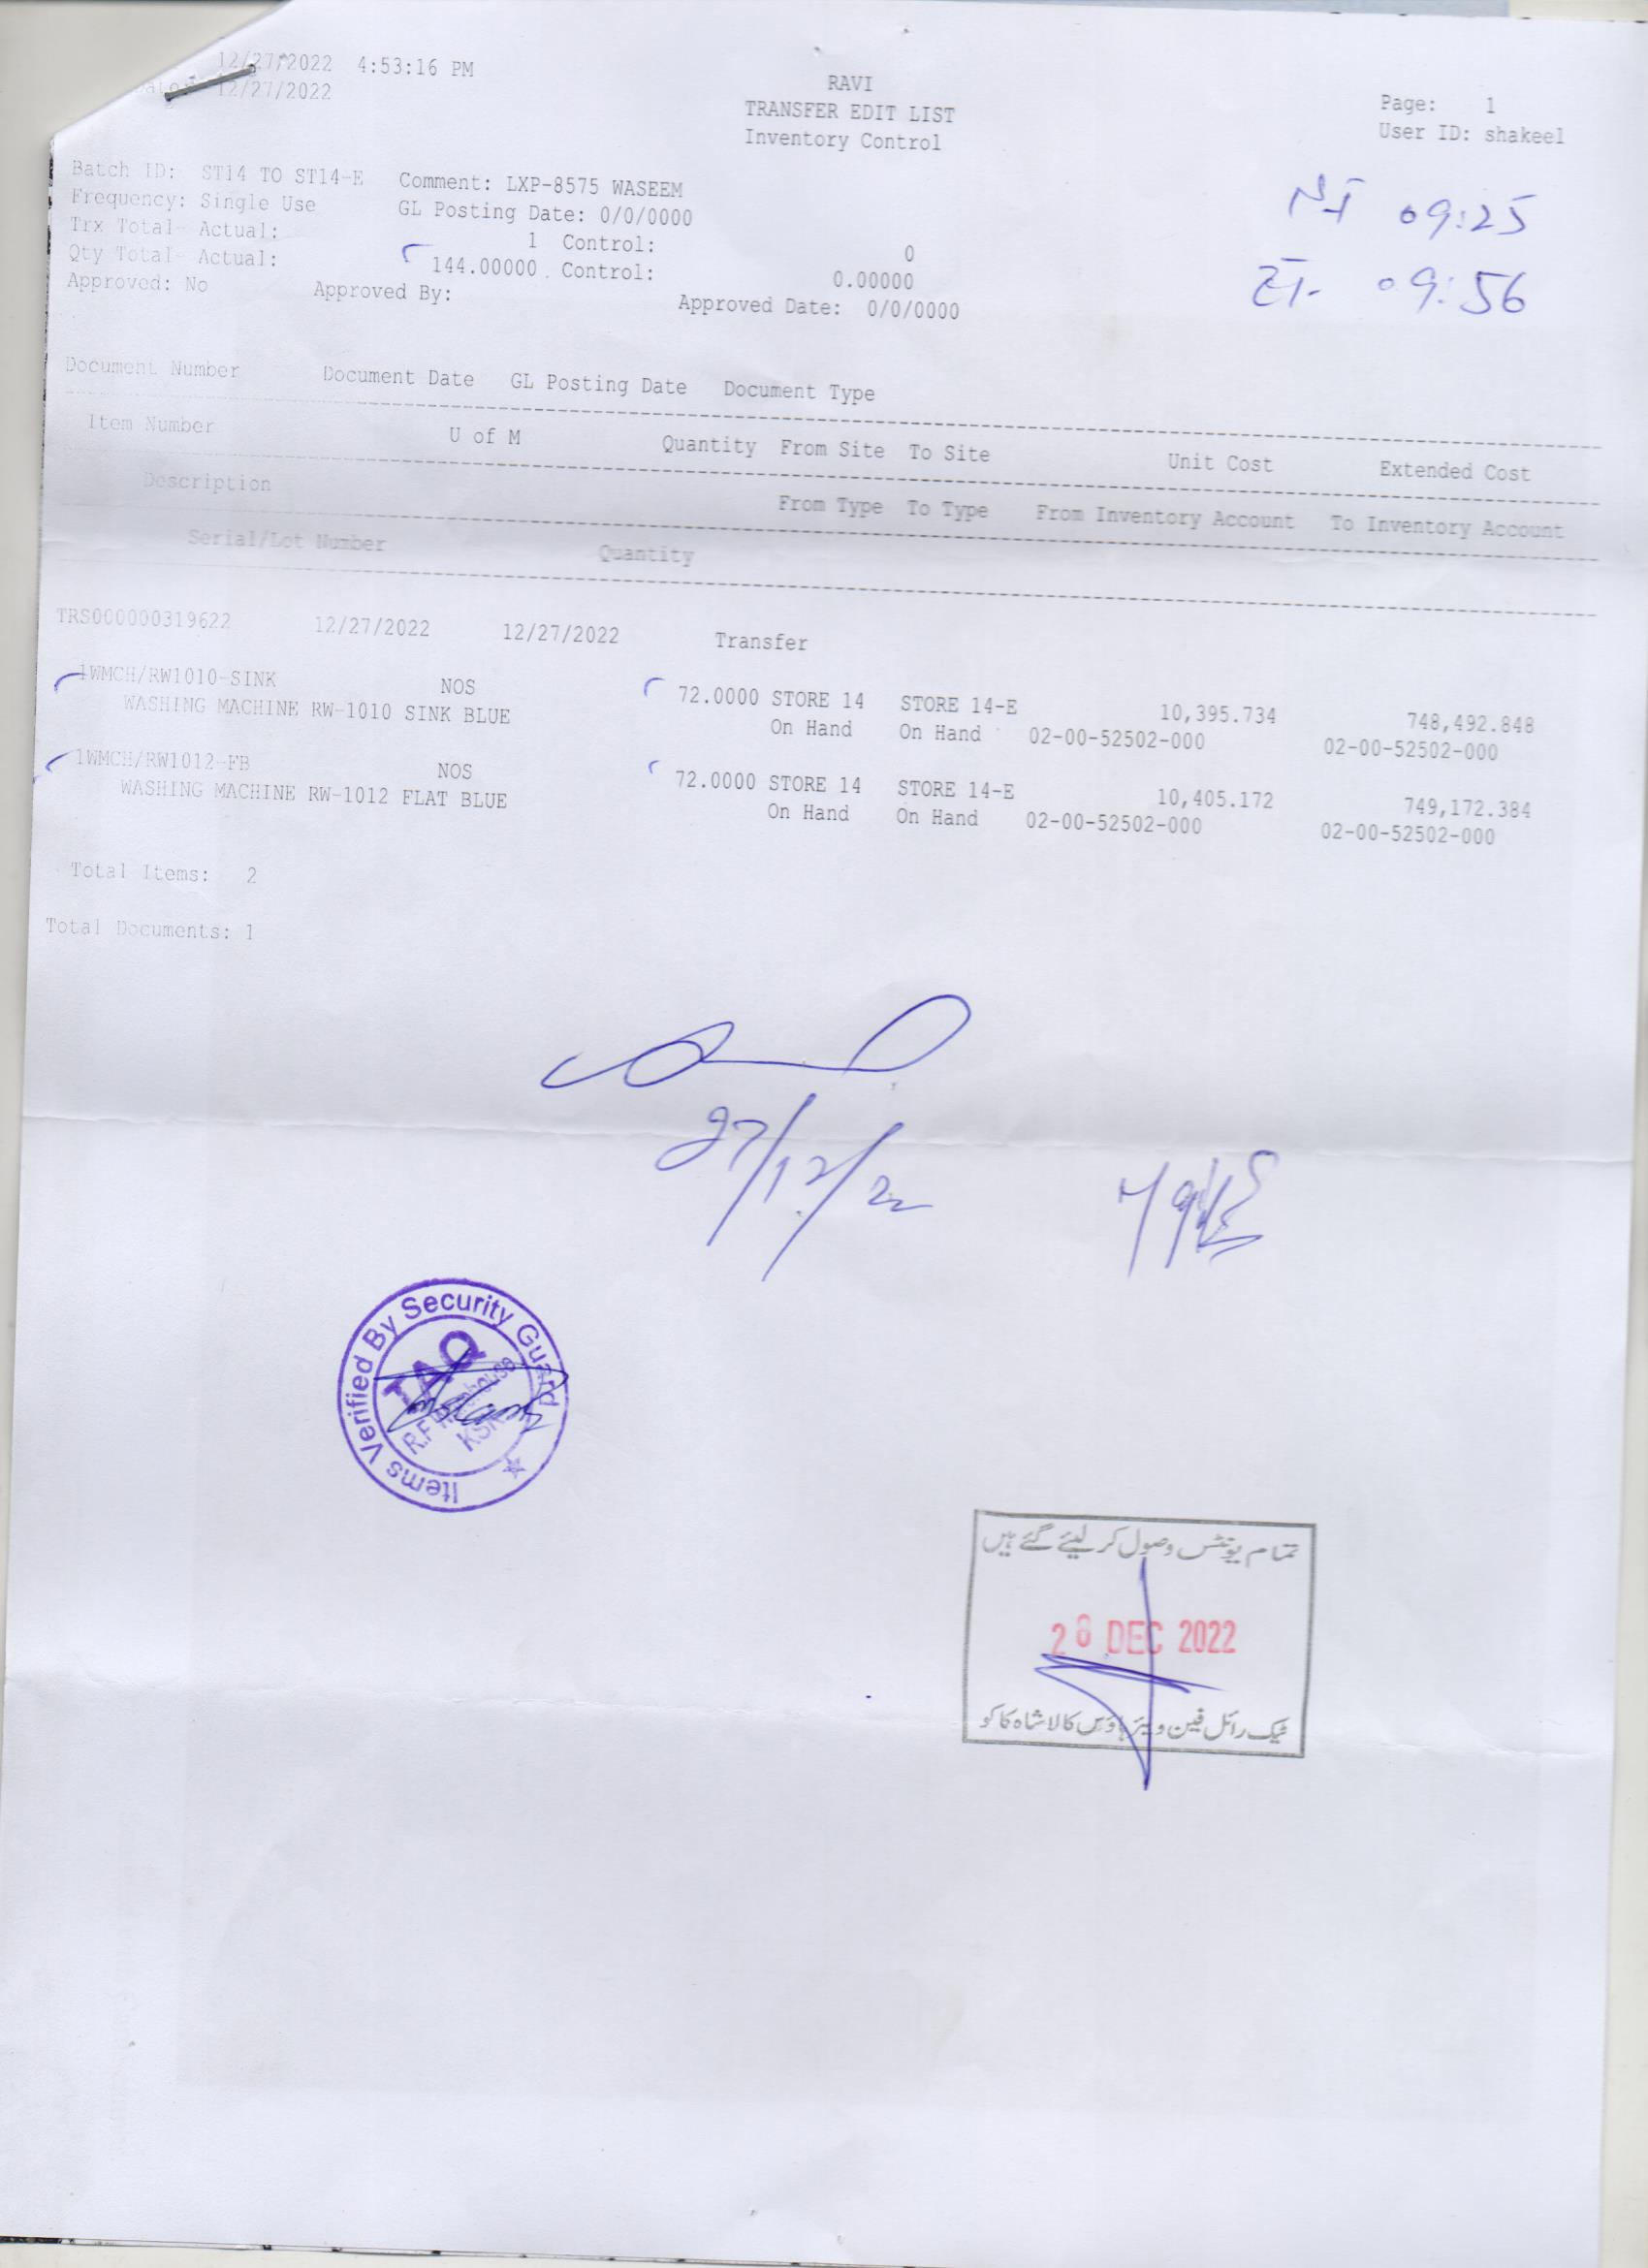 12/27/2022 4:53:16 PM
12/27/2022
RAVI
TRANSFER EDIT LIST
Inventory Control
Page: 1
User ID: shakeel
Batch ID: ST14 TO ST14-E Comment: LXP-8575 WASEEM
Frequency: Single Use GL Posting Date: 0/0/0000
Trx Total- Actual: 1 Control: 0
Qty Total- Actual: 144.00000 Control: 0.00000
Approved: No Approved By: Approved Date: 0/0/0000
09:25
09:56
Document Number Document Date GL Posting Date Document Type
Item Number U of M Quantity From Site To Site Unit Cost Extended Cost
Description From Type To Type From Inventory Account To Inventory Account
Serial/Lot Number Quantity
TRS000000319622 12/27/2022 12/27/2022 Transfer
1WMCH/RW1010-SINK NOS 72.0000 STORE 14 STORE 14-E 10,395.734 748,492.848
WASHING MACHINE RW-1010 SINK BLUE On Hand On Hand 02-00-52502-000 02-00-52502-000
1WMCH/RW1012-FB NOS 72.0000 STORE 14 STORE 14-E 10,405.172 749,172.384
WASHING MACHINE RW-1012 FLAT BLUE On Hand On Hand 02-00-52502-000 02-00-52502-000
Total Items: 2
Total Documents: 1
27/12/22
Items Verified By Security Guard
TAQ
R.F Warehouse
KSK
تمام یونٹس وصول کر لیئے گئے ہیں
28 DEC 2022
ٹیک رائل فین ویئر ہاؤس کالا شاہ کاکو